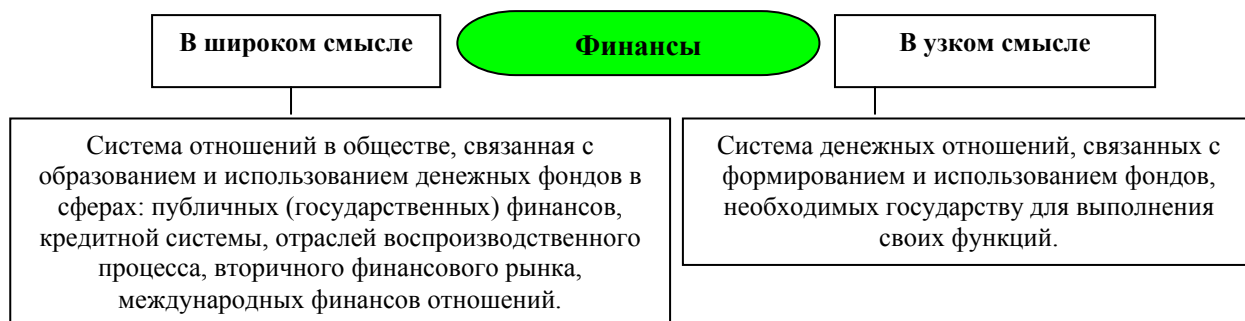 Финансы
В широком смысле
Система отношений в обществе, связанная с
образованием и использованием денежных фондов в
сферах: публичных (государственных) финансов,
кредитной системы, отраслей воспроизводственного
процесса, вторичного финансового рынка,
международных финансов отношений.
В узком смысле
Система денежных отношений, связанных с
формированием и использованием фондов,
необходимых государству для выполнения
своих функций.